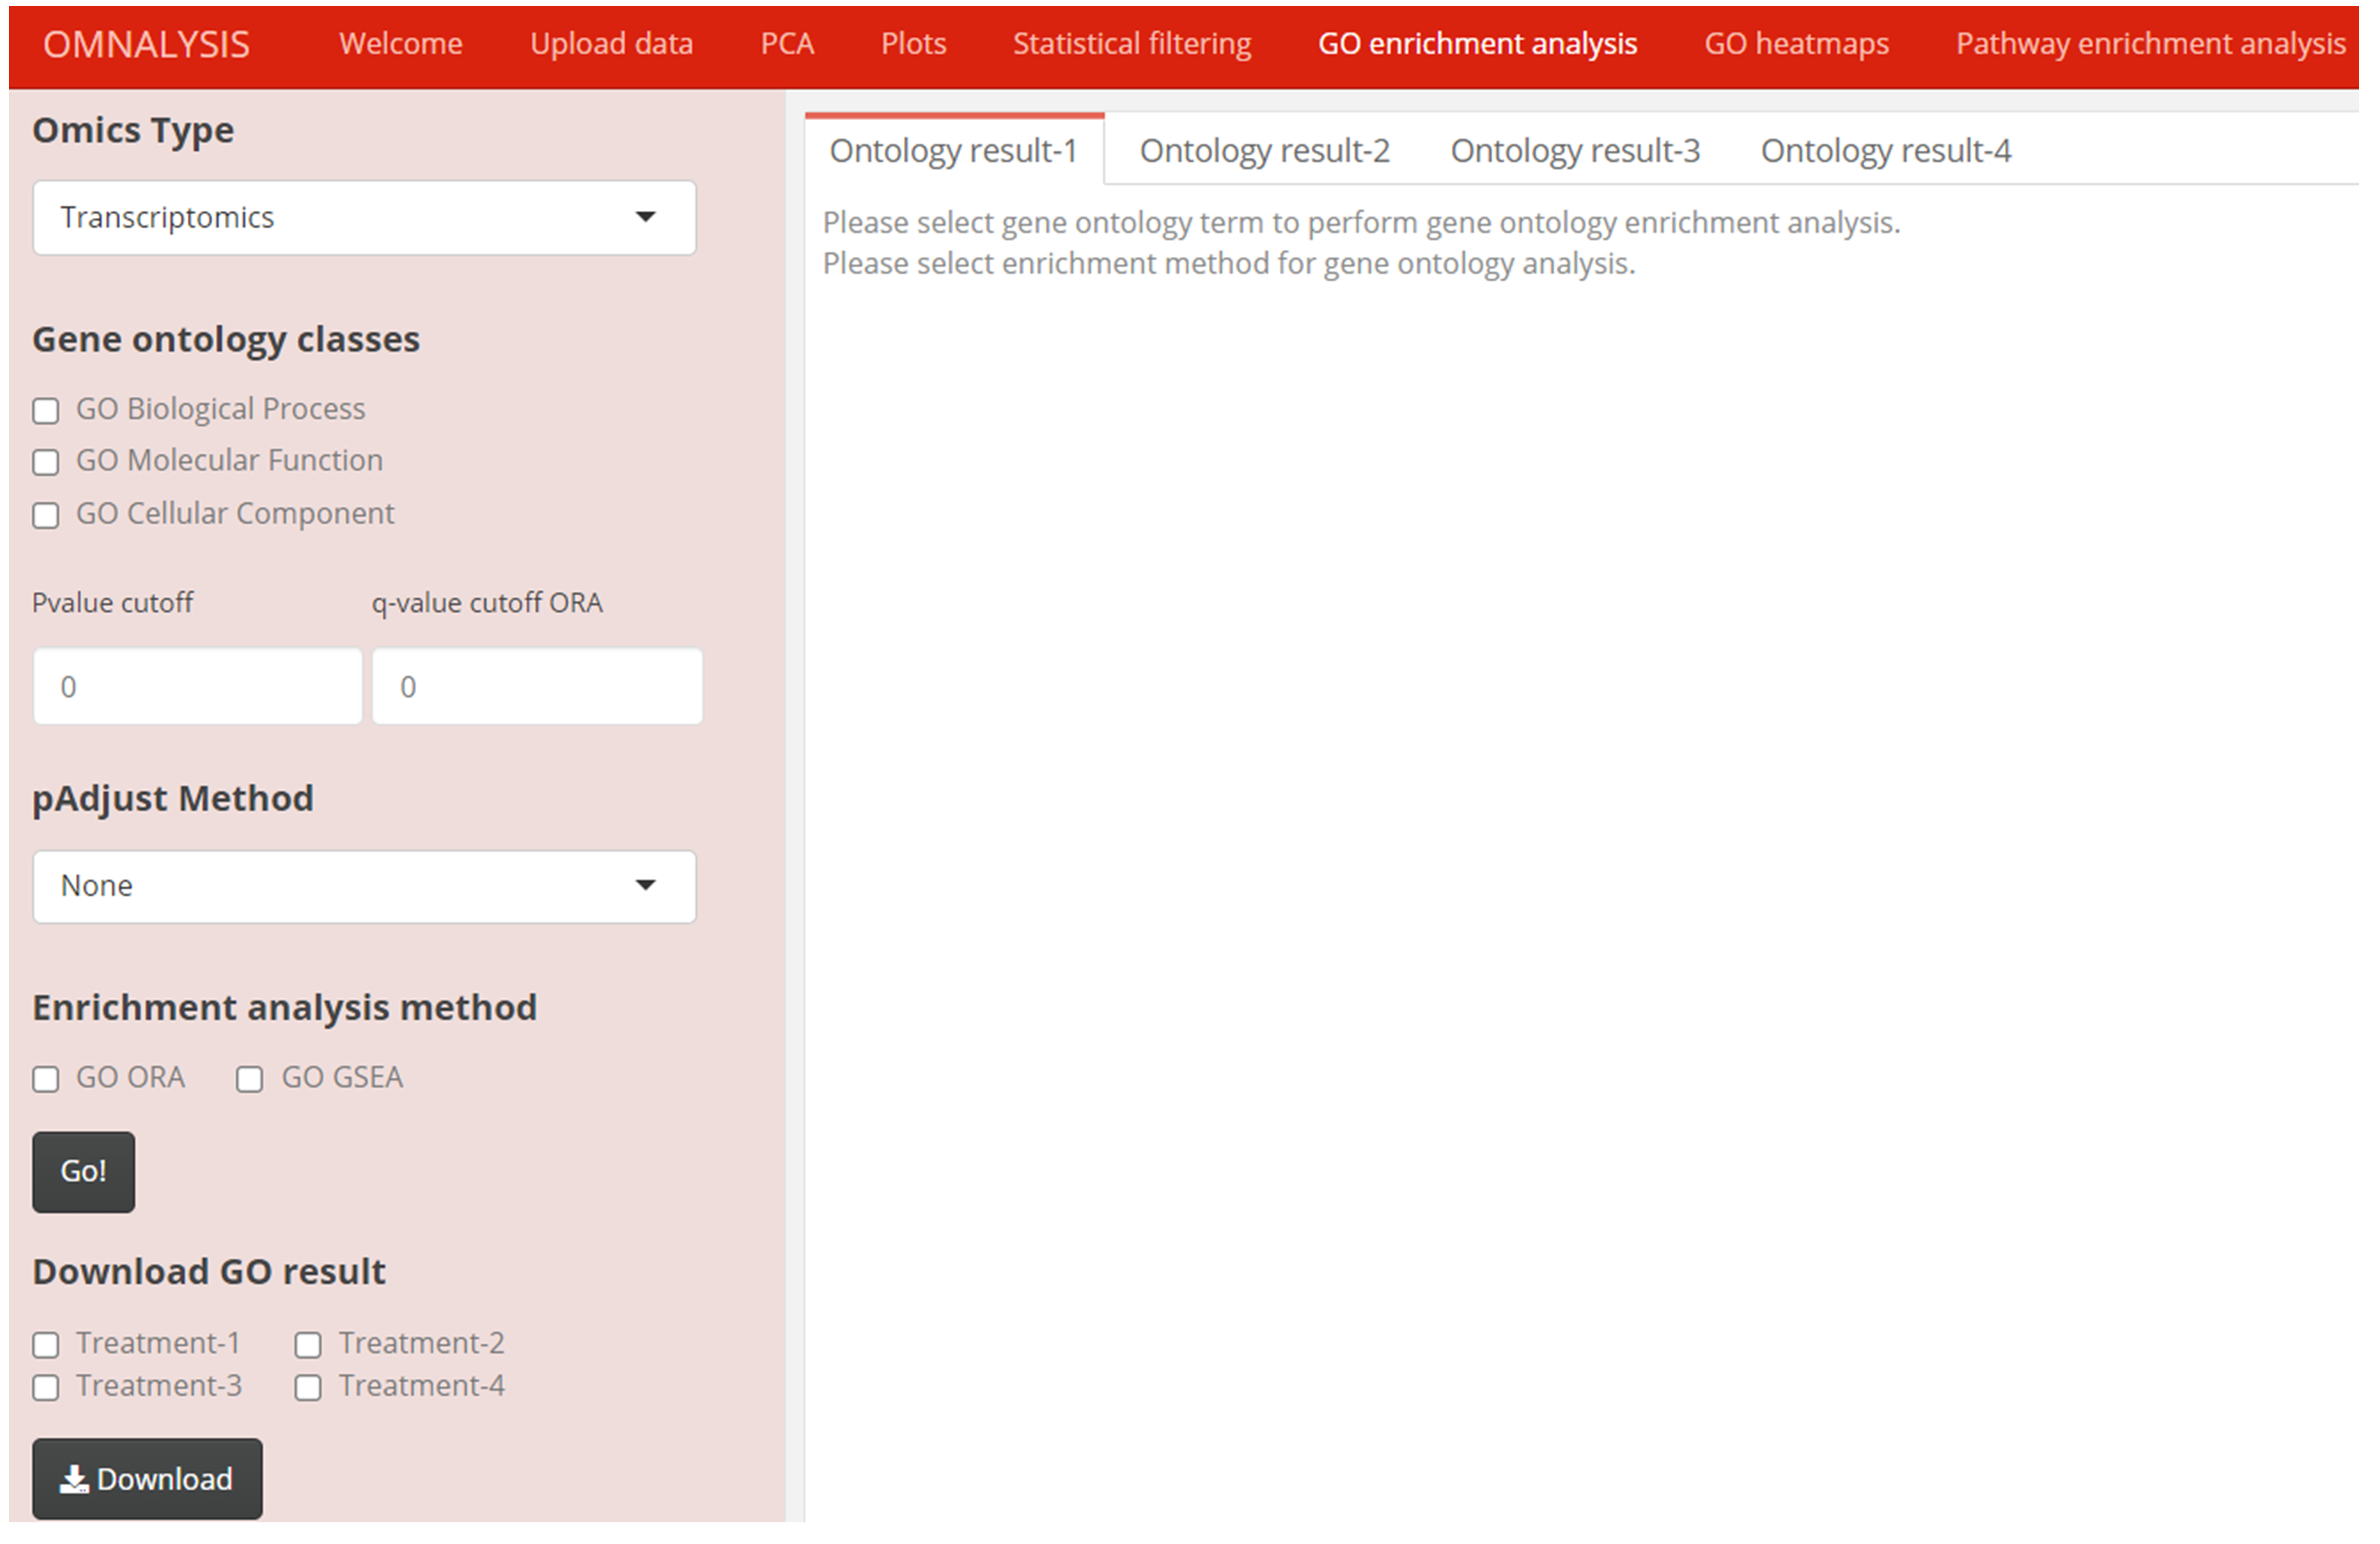 OMNALYSIS Welcome Upload data PCA Plots Statistical filtering GO enrichment analysis GO heatmaps Pathway enrichment analysis
Omics Type
Transcriptomics
Gene ontology classes
GO Biological Process
GO Molecular Function
GO Cellular Component
Pvalue cutoff q-value cutoff ORA
0 0
pAdjust Method
None
Enrichment analysis method
GO ORA GO GSEA
Go!
Download GO result
Treatment-1 Treatment-2
Treatment-3 Treatment-4
Download
Ontology result-1 Ontology result-2 Ontology result-3 Ontology result-4
Please select gene ontology term to perform gene ontology enrichment analysis.
Please select enrichment method for gene ontology analysis.